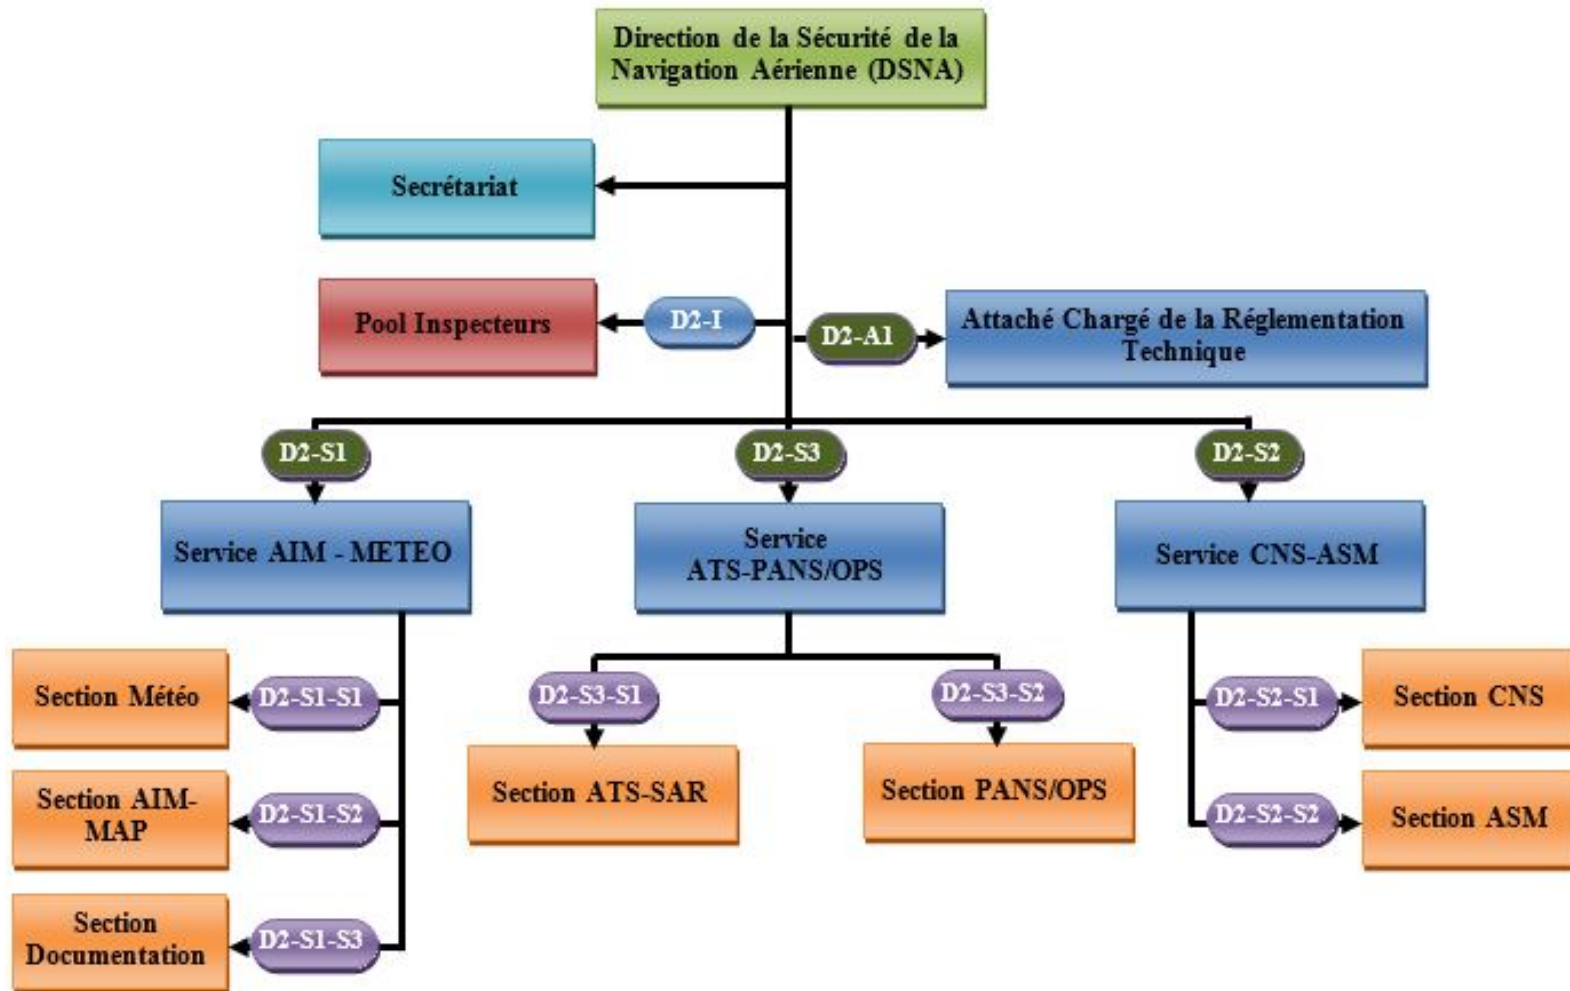 Direction de la Sécurité de la
Navigation Aérienne (DSNA)
Secrétariat
Pool Inspecteurs
D2-I
D2-A1
Attaché Chargé de la Réglementation
Technique
D2-S1
D2-S3
D2-S2
Service AIM - METEO
Service
ATS-PANS/OPS
Service CNS-ASM
Section Météo
D2-S1-S1
D2-S3-S1
D2-S3-S2
D2-S2-S1
Section CNS
Section ATS-SAR
Section PANS/OPS
Section AIM-
MAP
D2-S1-S2
D2-S2-S2
Section ASM
Section
Documentation
D2-S1-S3